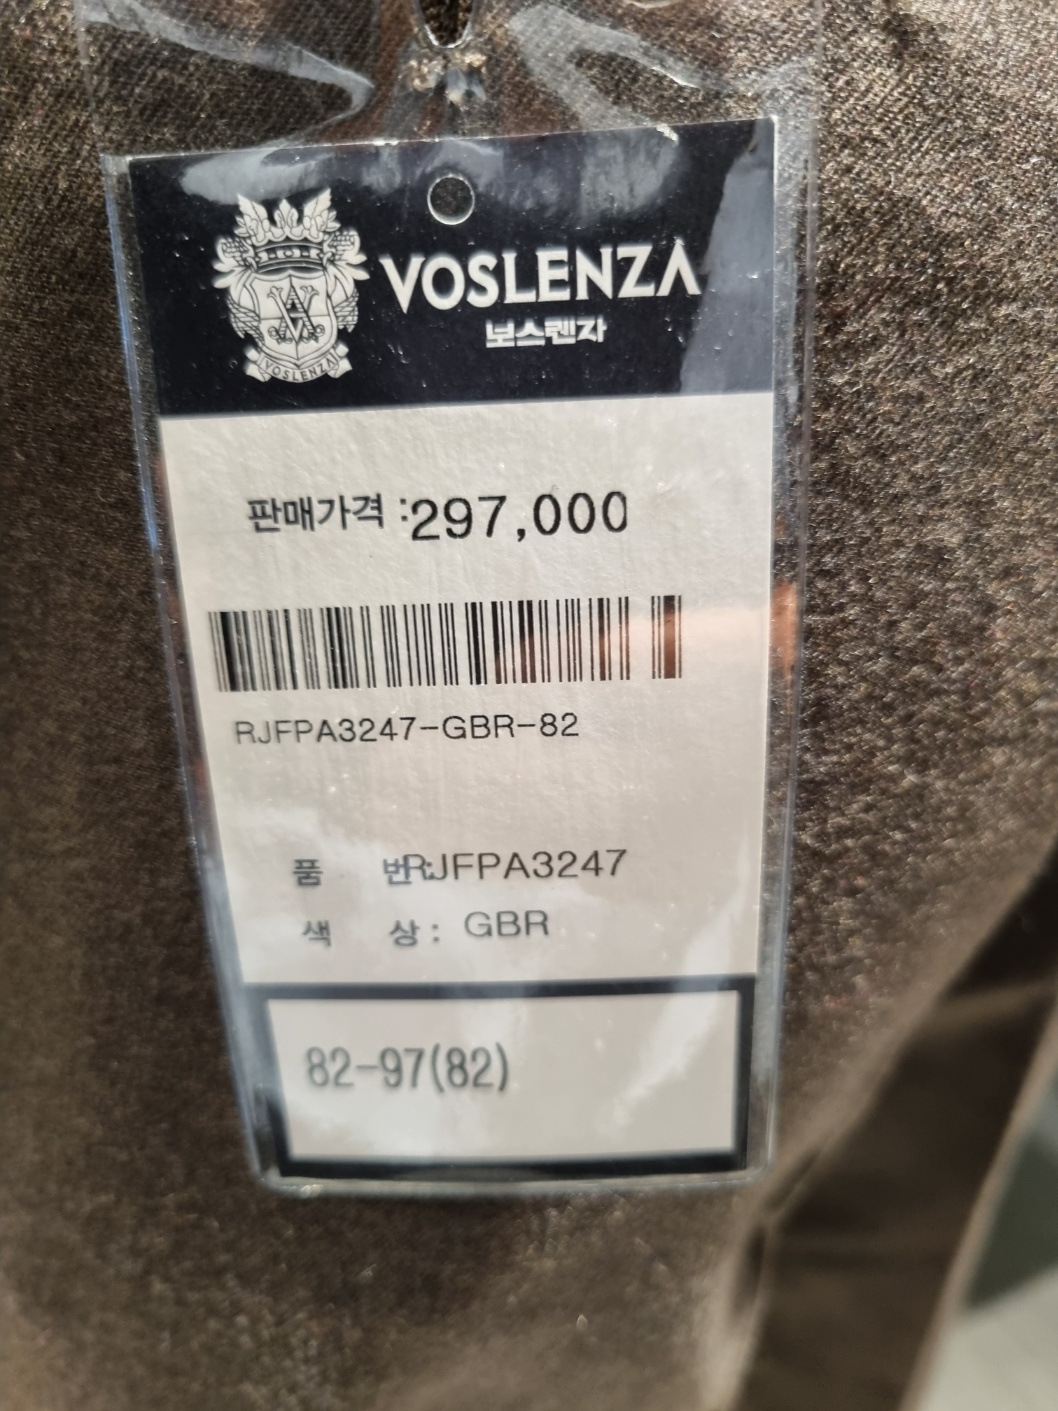 VOSLENZA
보스렌자
VOSLENZA
판매가격 :297,000
RJFPA3247-GBR-82
품 번:RJFPA3247
색 상: GBR
82-97(82)